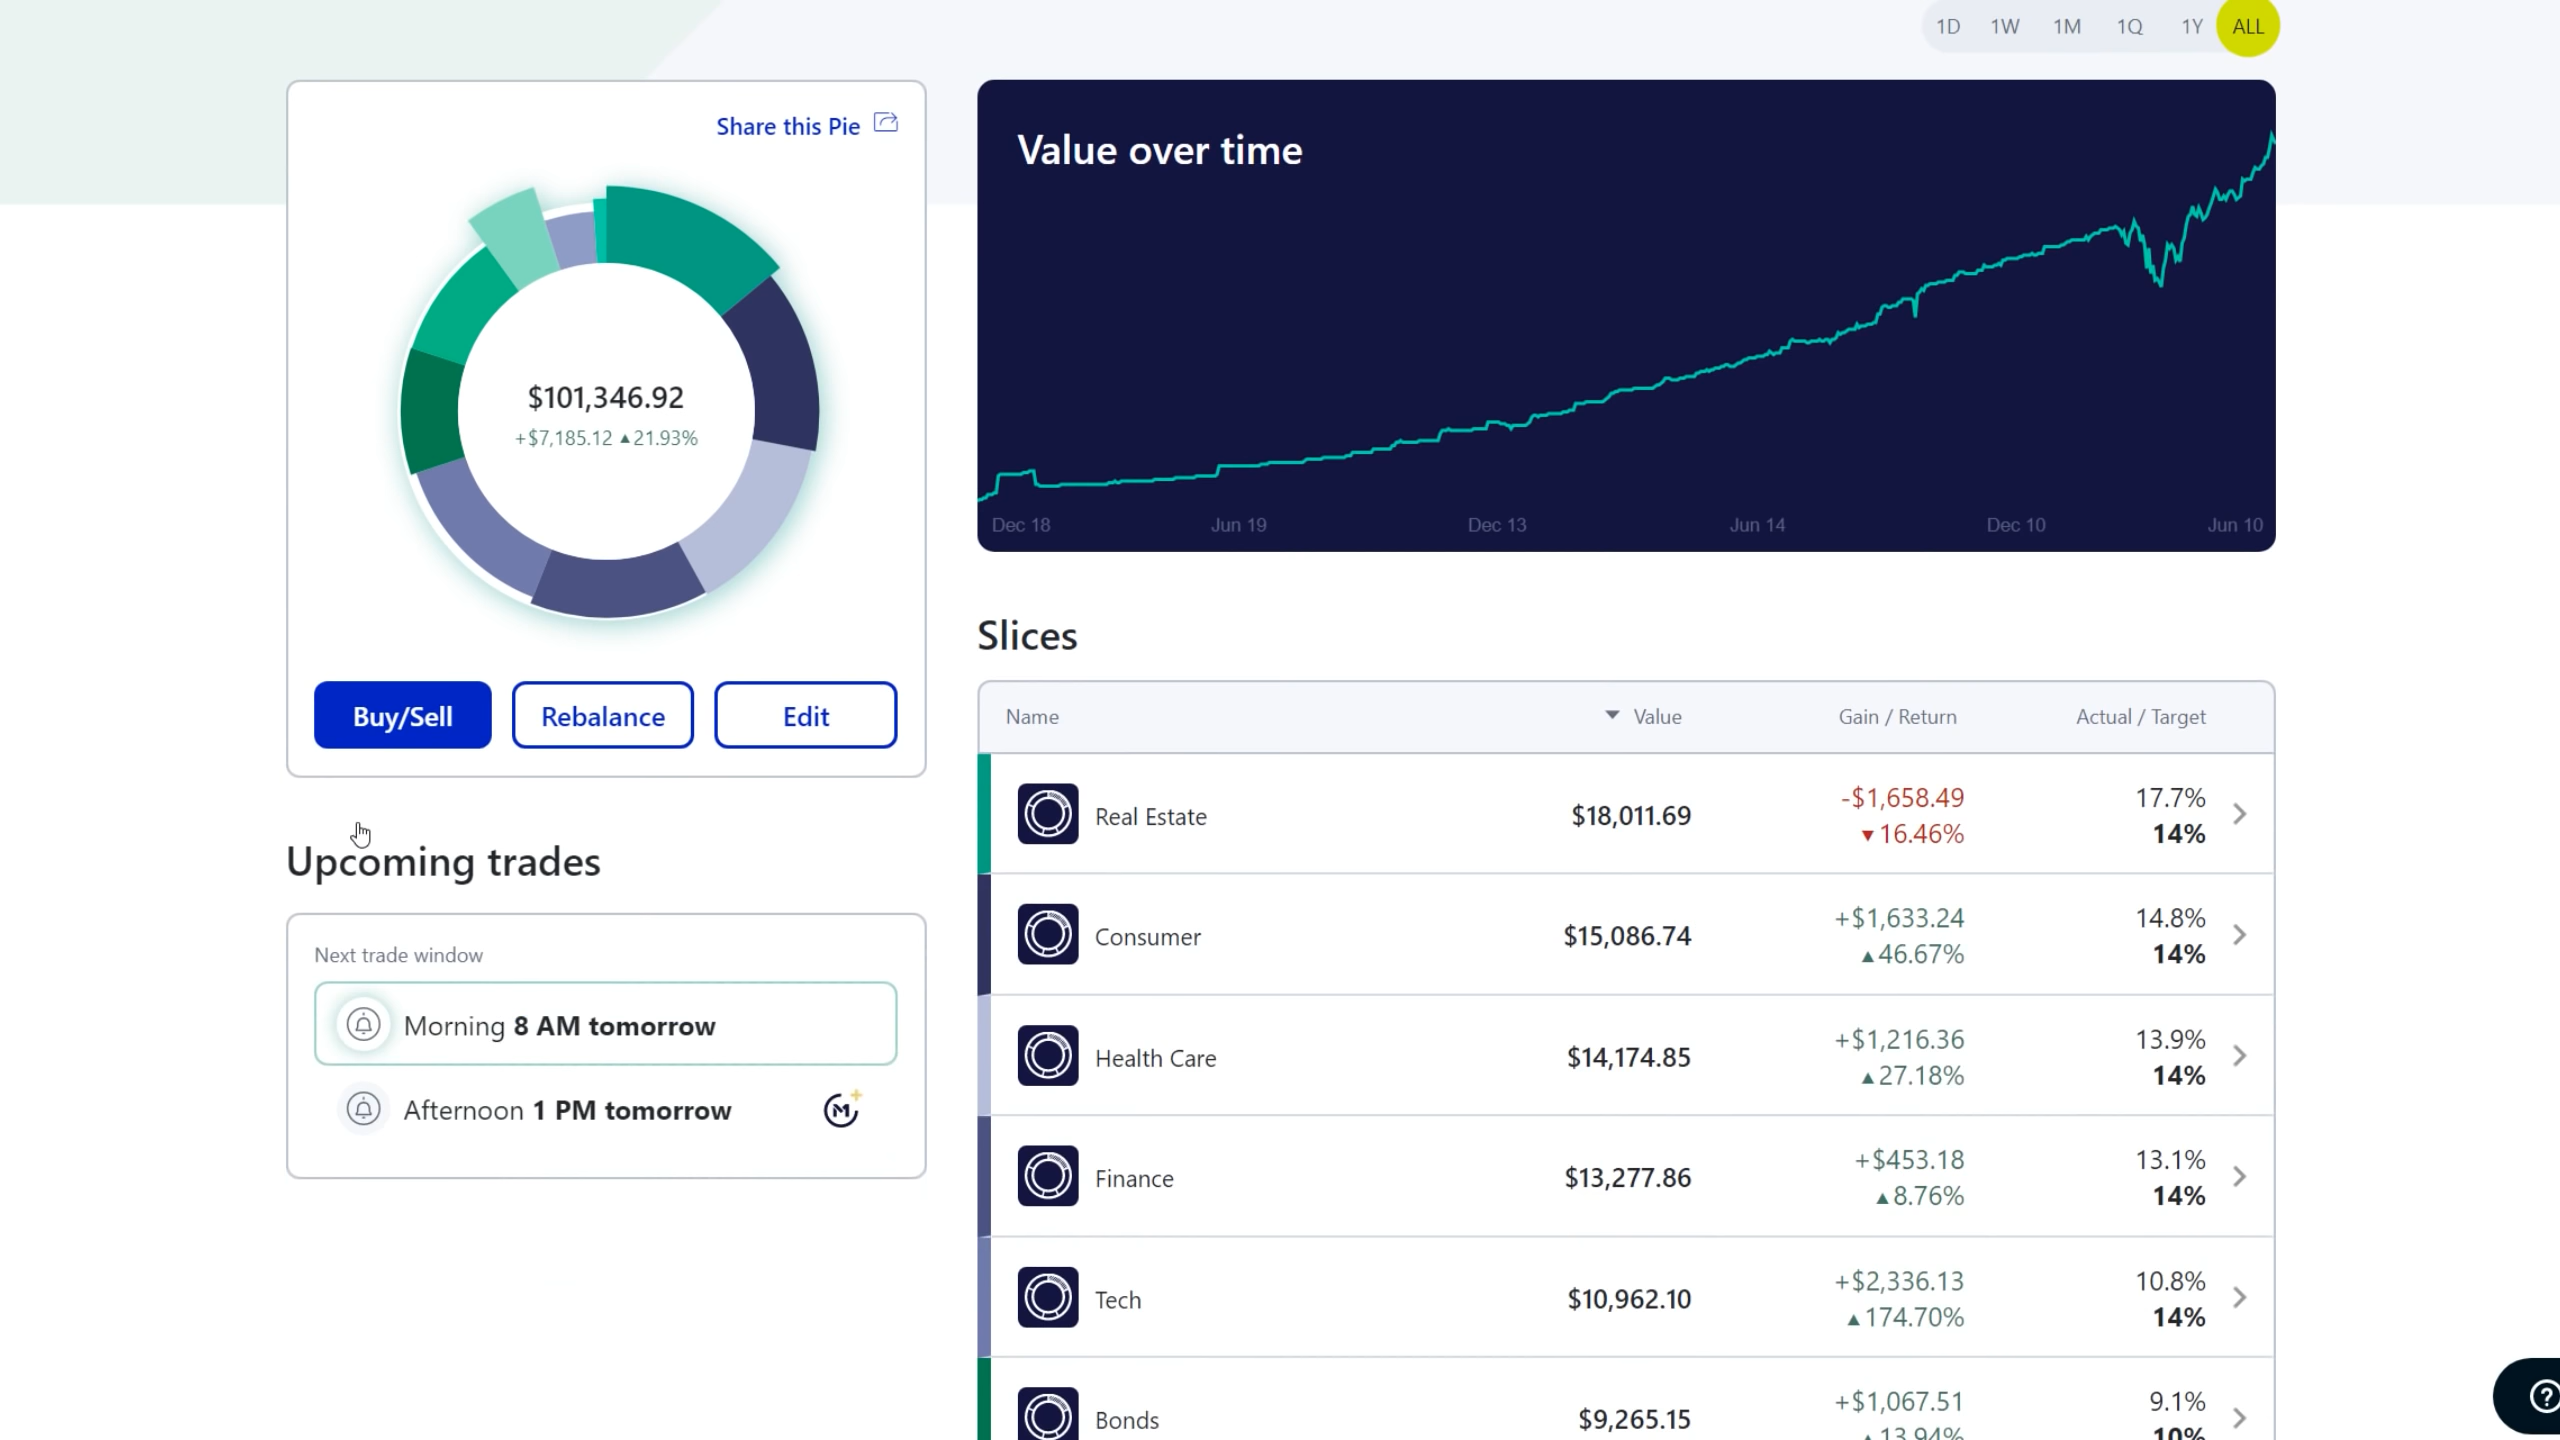 1D 1W 1M 1Q 1Y ALL
Share this Pie
$101,346.92
+$7,185.12 ▲21.93%
Buy/Sell Rebalance Edit
Value over time
Dec 18 Jun 19 Dec 13 Jun 14 Dec 10 Jun 10
Upcoming trades
Next trade window
Morning 8 AM tomorrow
Afternoon 1 PM tomorrow
M+
Slices
Name ▼ Value Gain / Return Actual / Target
Real Estate $18,011.69 -$1,658.49 17.7%
▼16.46% 14%
Consumer $15,086.74 +$1,633.24 14.8%
▲46.67% 14%
Health Care $14,174.85 +$1,216.36 13.9%
▲27.18% 14%
Finance $13,277.86 +$453.18 13.1%
▲8.76% 14%
Tech $10,962.10 +$2,336.13 10.8%
▲174.70% 14%
Bonds $9,265.15 +$1,067.51 9.1%
▲13.94% 10%
?